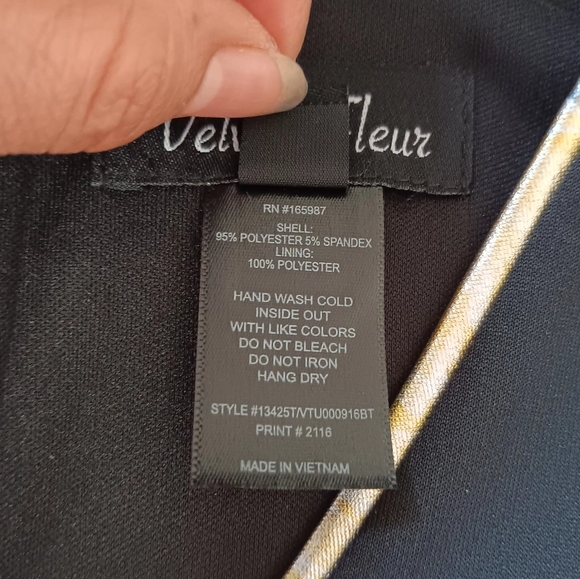 Fleur
RN #165987
SHELL:
95% POLYESTER 5% SPANDEX
LINING:
100% POLYESTER
HAND WASH COLD
INSIDE OUT
WITH LIKE COLORS
DO NOT BLEACH
DO NOT IRON
HANG DRY
STYLE #13425T/VTU000916BT
PRINT # 2116
MADE IN VIETNAM